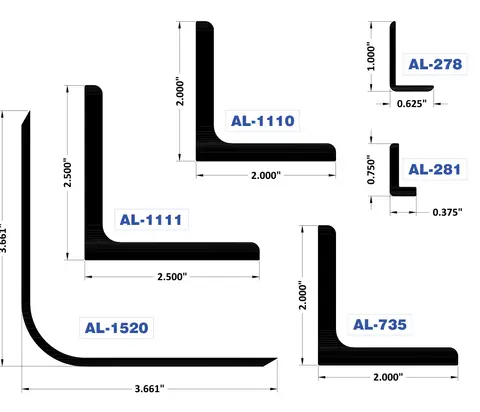 1.000"
AL-278
0.625"
2.000"
AL-1110
2.000"
2.500"
AL-1111
2.500"
0.750"
AL-281
0.375"
3.661"
AL-1520
3.661"
2.000"
AL-735
2.000"